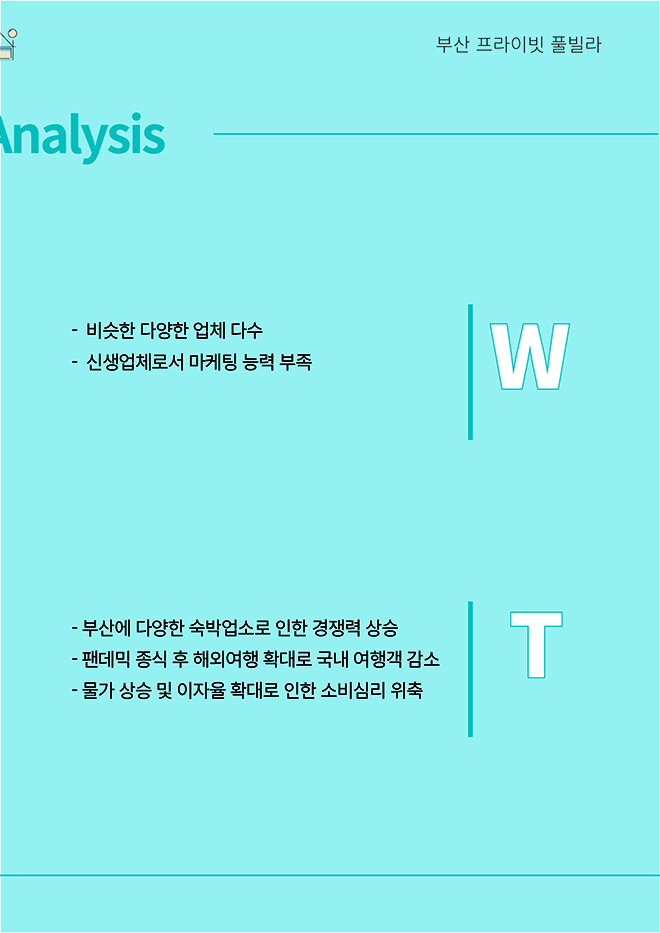 부산 프라이빗 풀빌라
Analysis
- 비슷한 다양한 업체 다수
- 신생업체로서 마케팅 능력 부족
W
- 부산에 다양한 숙박업소로 인한 경쟁력 상승
- 팬데믹 종식 후 해외여행 확대로 국내 여행객 감소
- 물가 상승 및 이자율 확대로 인한 소비심리 위축
T